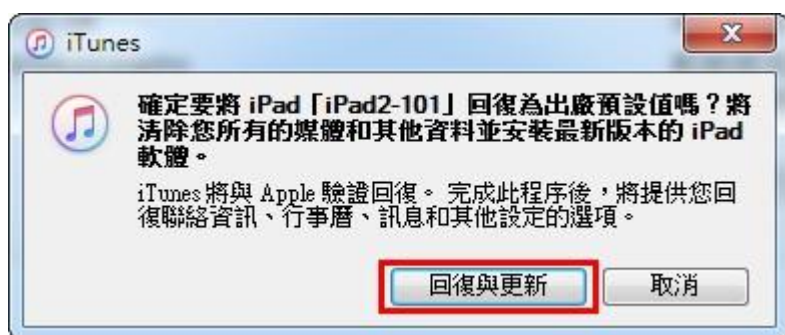 iTunes
確定要將 iPad「iPad2-101」回復為出廠預設值嗎？將
清除您所有的媒體和其他資料並安裝最新版本的 iPad
軟體。
iTunes 將與 Apple 驗證回復。 完成此程序後，將提供您回
復聯絡資訊、行事曆、訊息和其他設定的選項。
回復與更新 取消